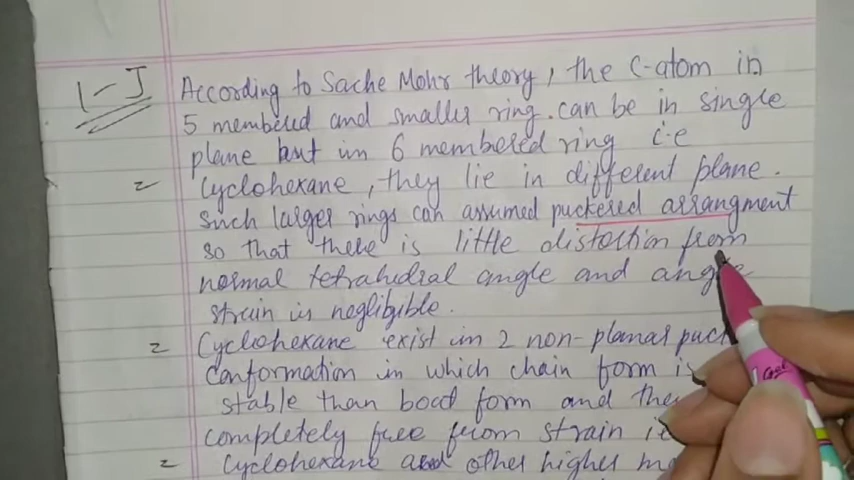 1-J According to Sache Mohr theory, the C-atom in
5 membered and smaller ring can be in single
plane but in 6 membered ring i.e
= Cyclohexane, they lie in different plane.
Such larger rings can assumed puckered arrangment
so that there is little distoction from
normal tetrahedral angle and angle
strain is negligible.
= Cyclohexane exist in 2 non-planar puck
conformation in which chain form is
stable than boat form and the
completely free from strain
= Cyclohexane and other higher